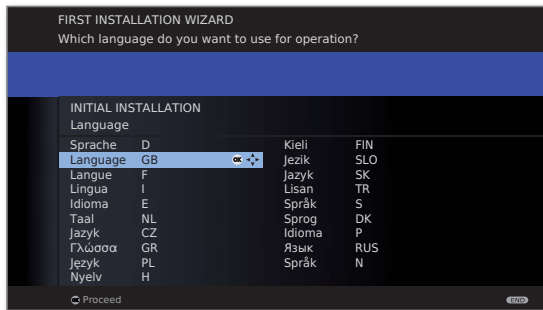 FIRST INSTALLATION WIZARD
Which language do you want to use for operation?
INITIAL INSTALLATION
Language
Sprache D
Language GB OK
Langue F
Lingua I
Idioma E
Taal NL
Jazyk CZ
Γλώσσα GR
Język PL
Nyelv H
Kieli FIN
Jezik SLO
Jazyk SK
Lisan TR
Språk S
Sprog DK
Idioma P
Язык RUS
Språk N
OK Proceed
END